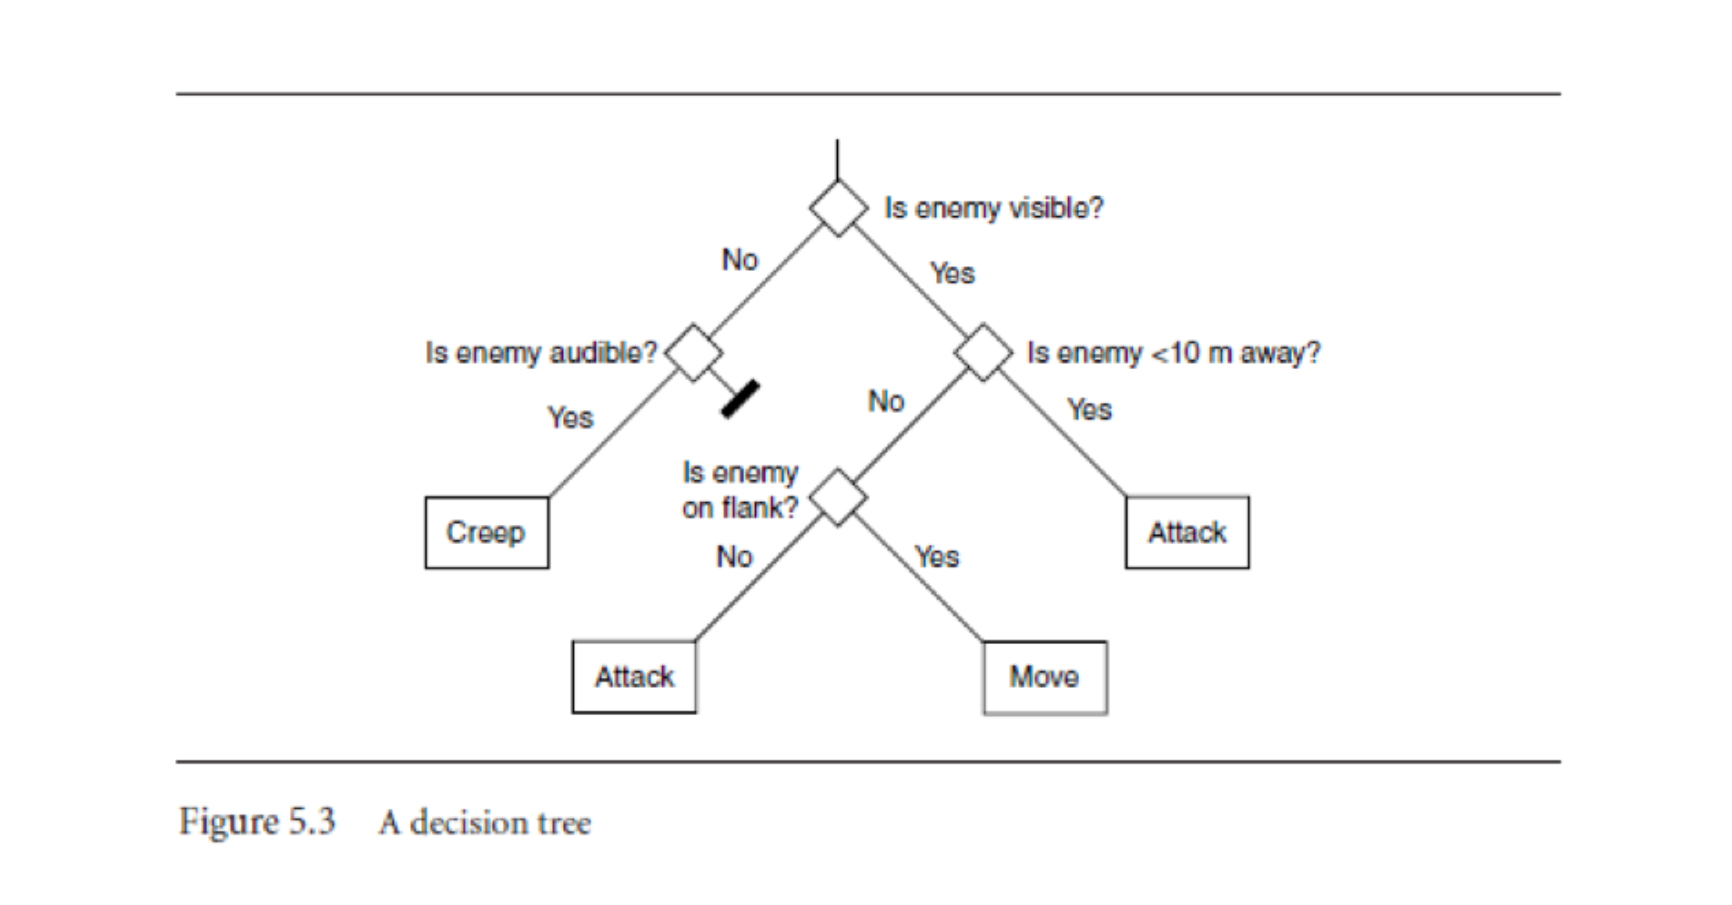 Is enemy visible?
No
Yes
Is enemy audible?
Is enemy <10 m away?
Yes
No
Yes
Is enemy
on flank?
Creep
Attack
No
Yes
Attack
Move
Figure 5.3 A decision tree